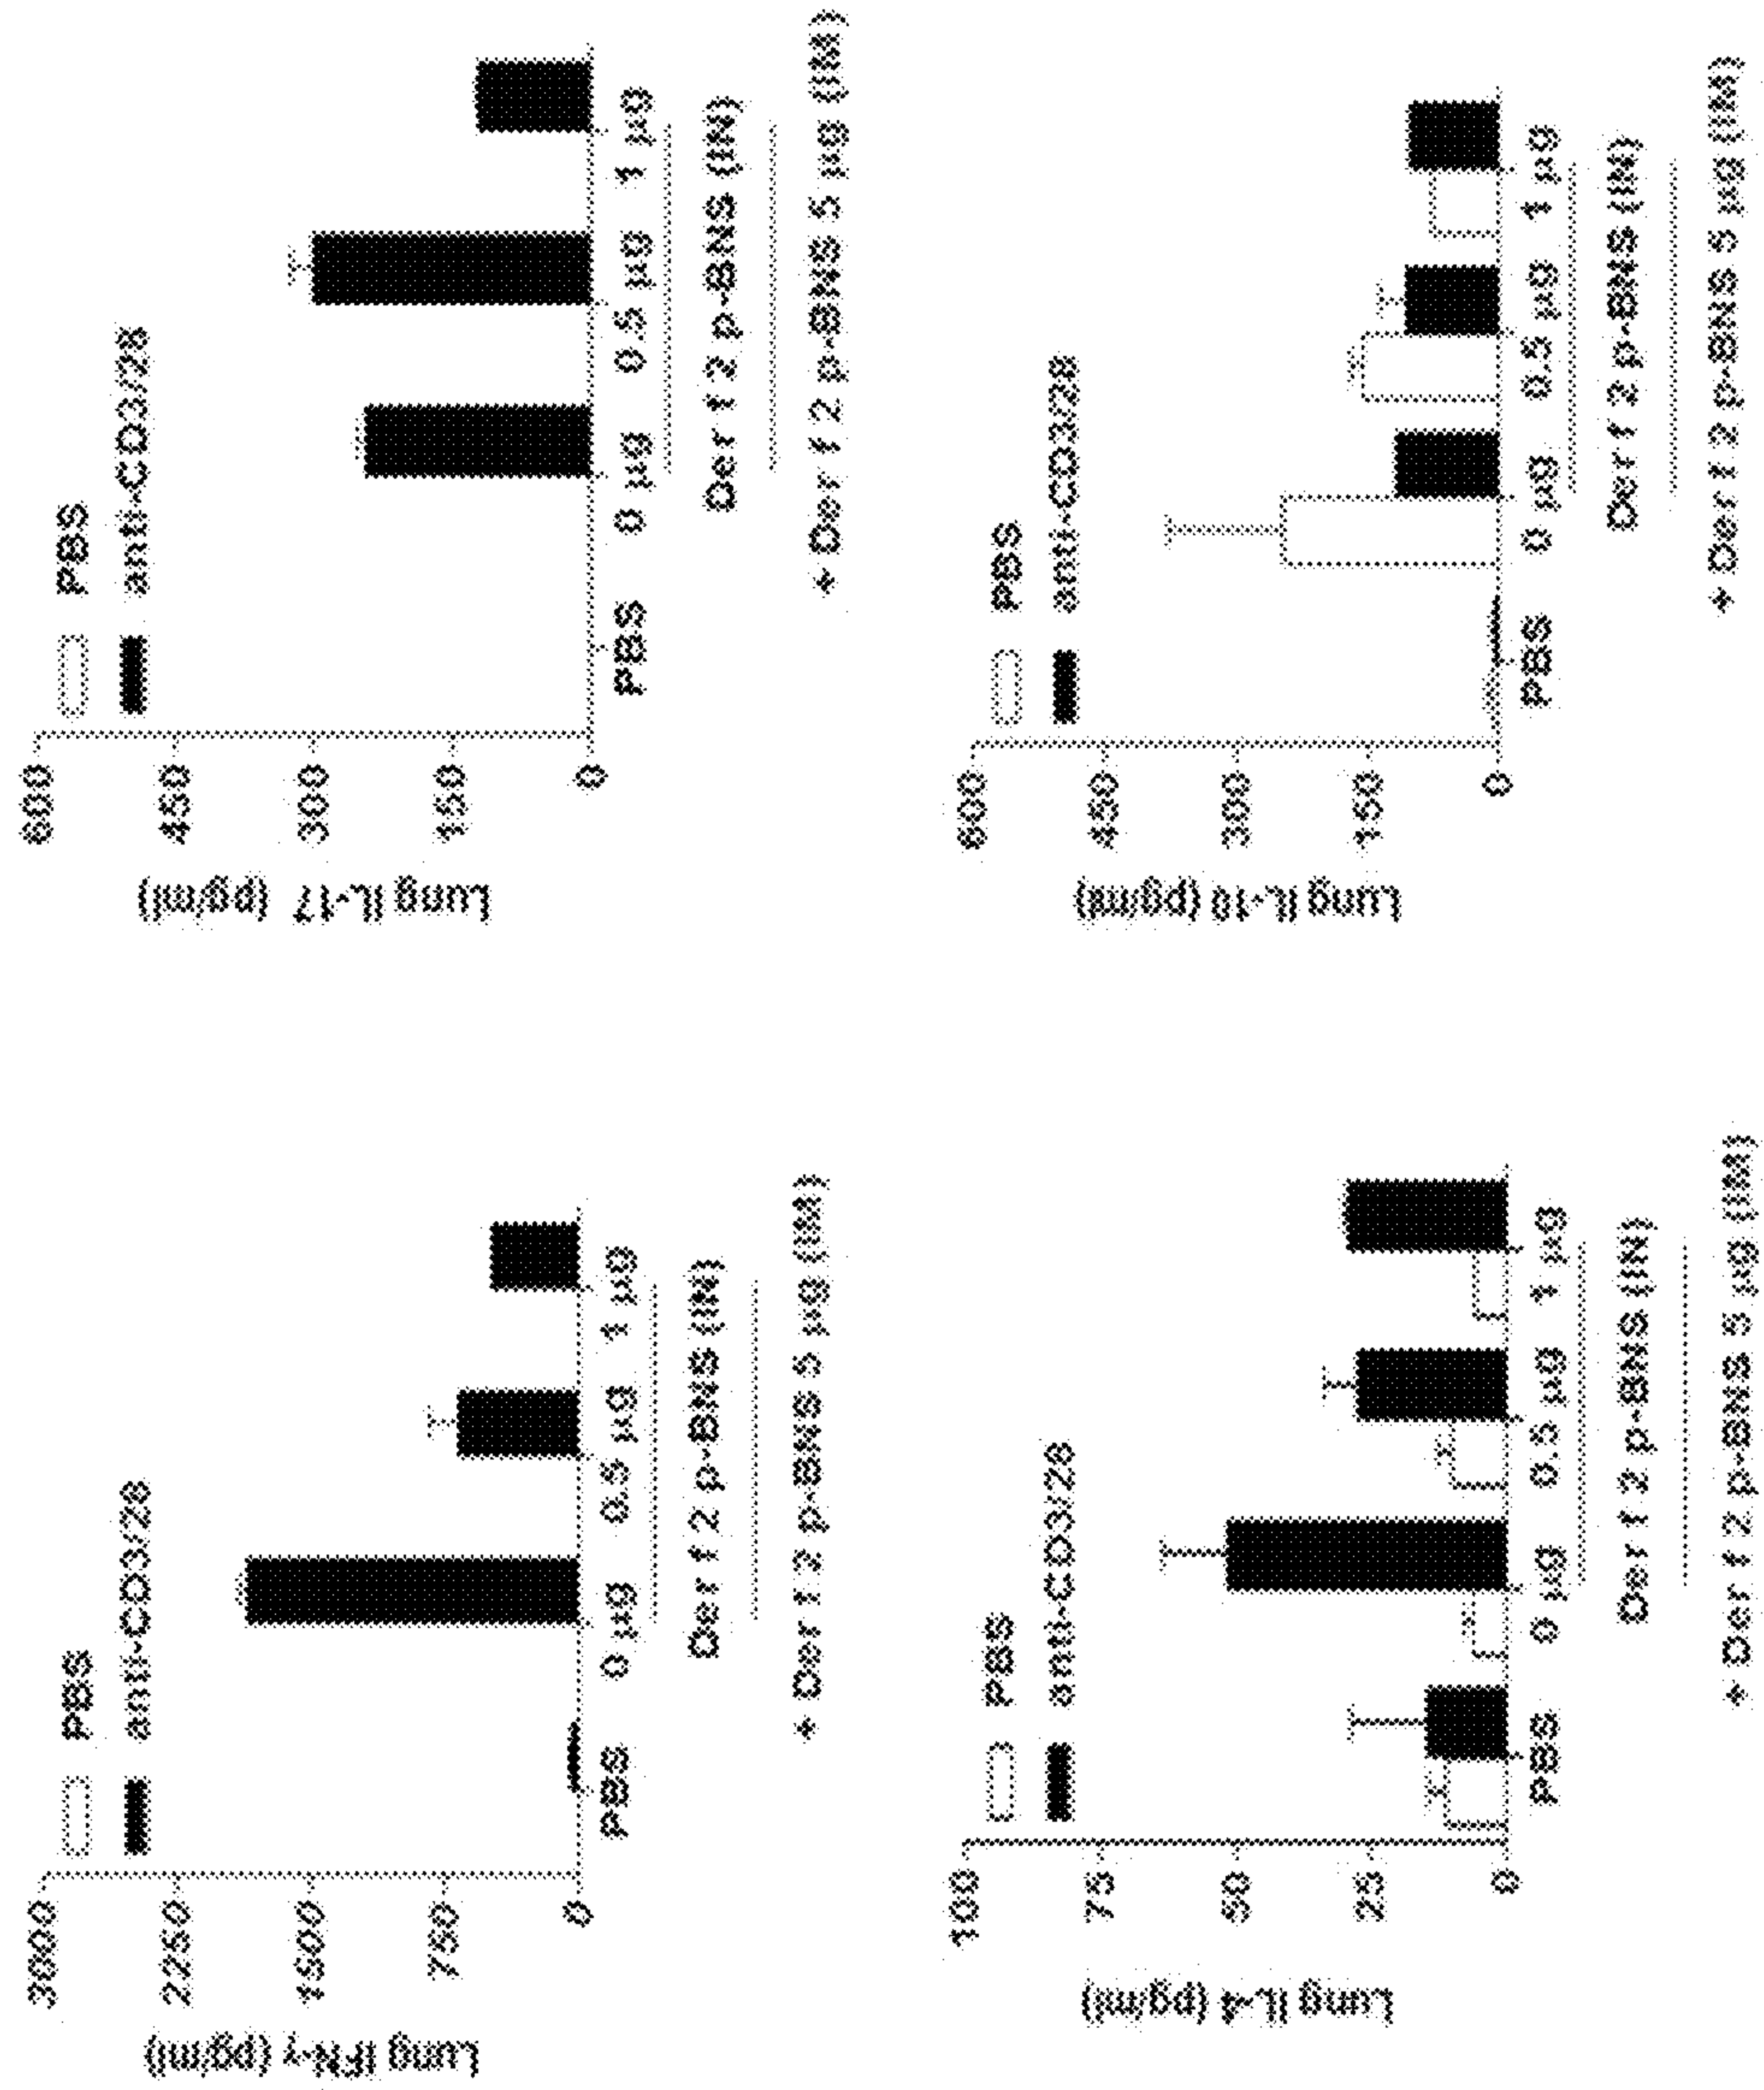 Lung IFN-γ (pg/ml)
3000
2250
1500
750
0
PBS
anti-CD3/28
PBS 0 µg 0.5 µg 1 µg
Der f 2 p-BNS (IN)
+ Der f 2 p-BNS 5 µg (IM)
Lung IL-17 (pg/ml)
600
450
300
150
0
PBS
anti-CD3/28
PBS 0 µg 0.5 µg 1 µg
Der f 2 p-BNS (IN)
+ Der f 2 p-BNS 5 µg (IM)
Lung IL-4 (pg/ml)
100
75
50
25
0
PBS
anti-CD3/28
PBS 0 µg 0.5 µg 1 µg
Der f 2 p-BNS (IN)
+ Der f 2 p-BNS 5 µg (IM)
Lung IL-10 (pg/ml)
600
450
300
150
0
PBS
anti-CD3/28
PBS 0 µg 0.5 µg 1 µg
Der f 2 p-BNS (IN)
+ Der f 2 p-BNS 5 µg (IM)